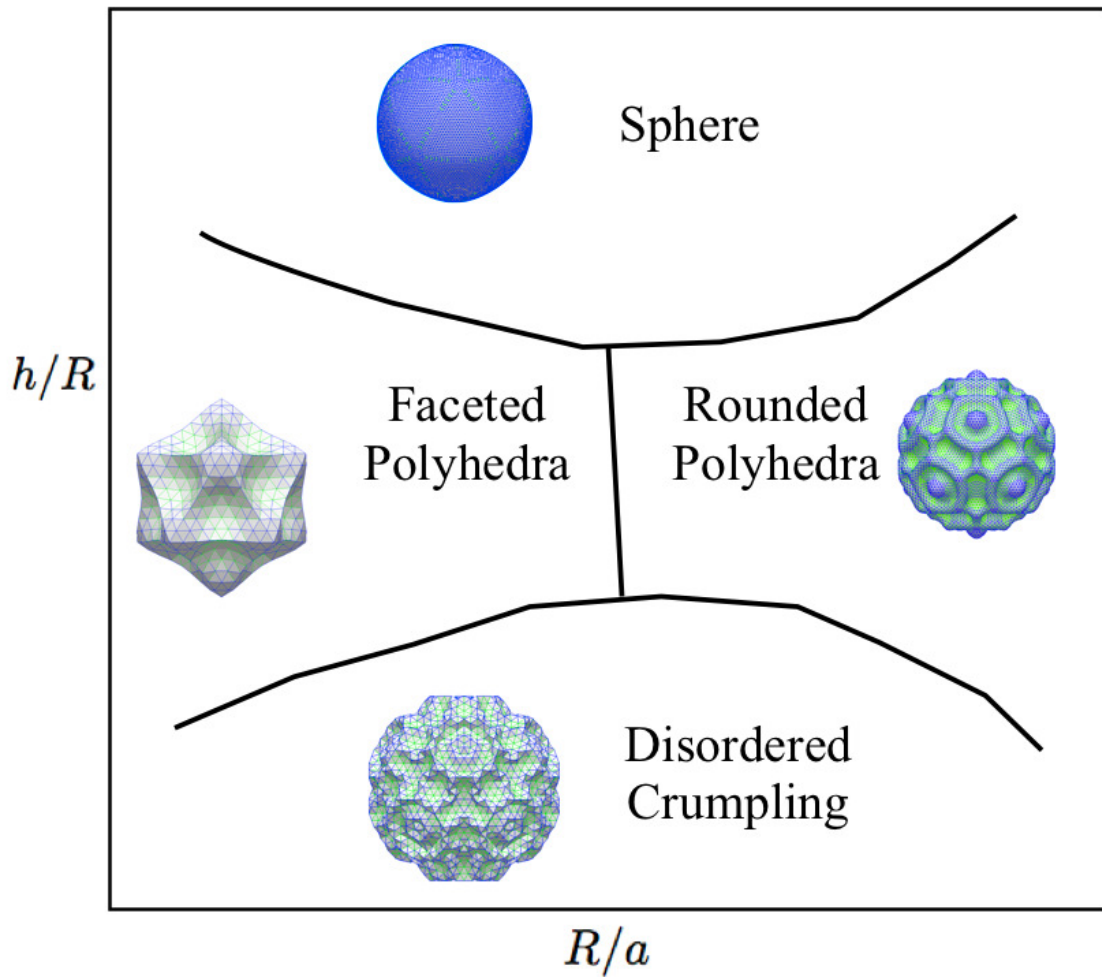 Sphere
h/R
Faceted
Polyhedra
Rounded
Polyhedra
Disordered
Crumpling
R/a